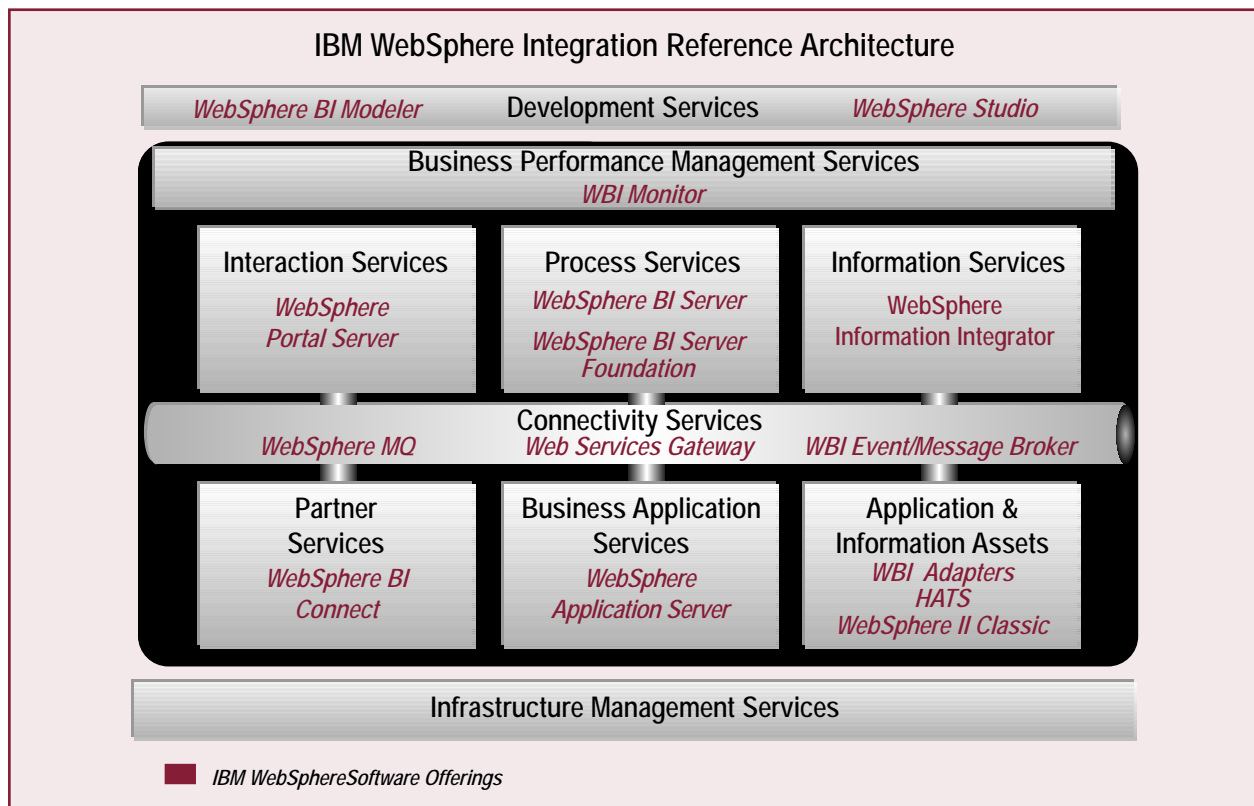 IBM WebSphere Integration Reference Architecture
WebSphere BI Modeler
Development Services
WebSphere Studio
Business Performance Management Services
WBI Monitor
Interaction Services
WebSphere
Portal Server
Process Services
WebSphere BI Server
WebSphere BI Server
Foundation
Information Services
WebSphere
Information Integrator
Connectivity Services
WebSphere MQ
Web Services Gateway
WBI Event/Message Broker
Partner
Services
WebSphere BI
Connect
Business Application
Services
WebSphere
Application Server
Application &
Information Assets
WBI Adapters
HATS
WebSphere II Classic
Infrastructure Management Services
IBM WebSphereSoftware Offerings